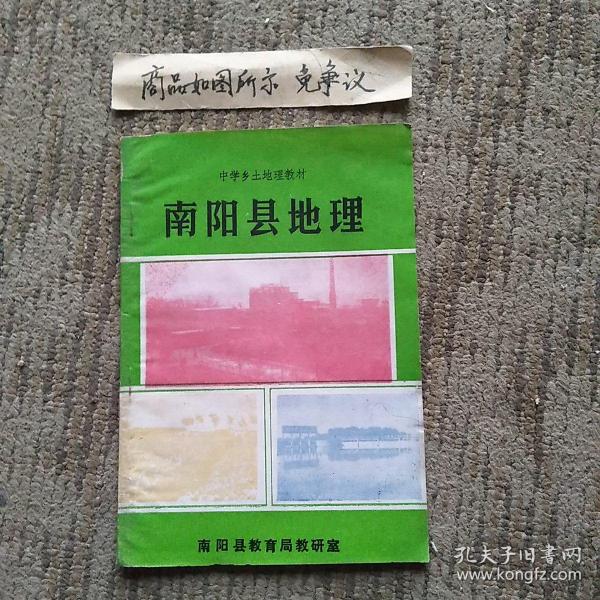 商品如图所示 免争议
中学乡土地理教材
南阳县地理
南阳县教育局教研室
孔夫子旧书网
www.kongfz.com